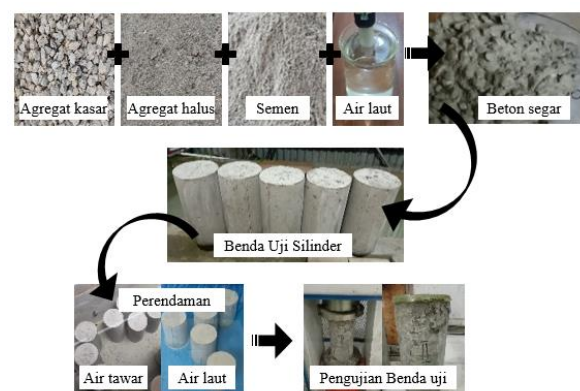 Agregat kasar
Agregat halus
Semen
Air laut
Beton segar
Benda Uji Silinder
Perendaman
Air tawar
Air laut
Pengujian Benda uji